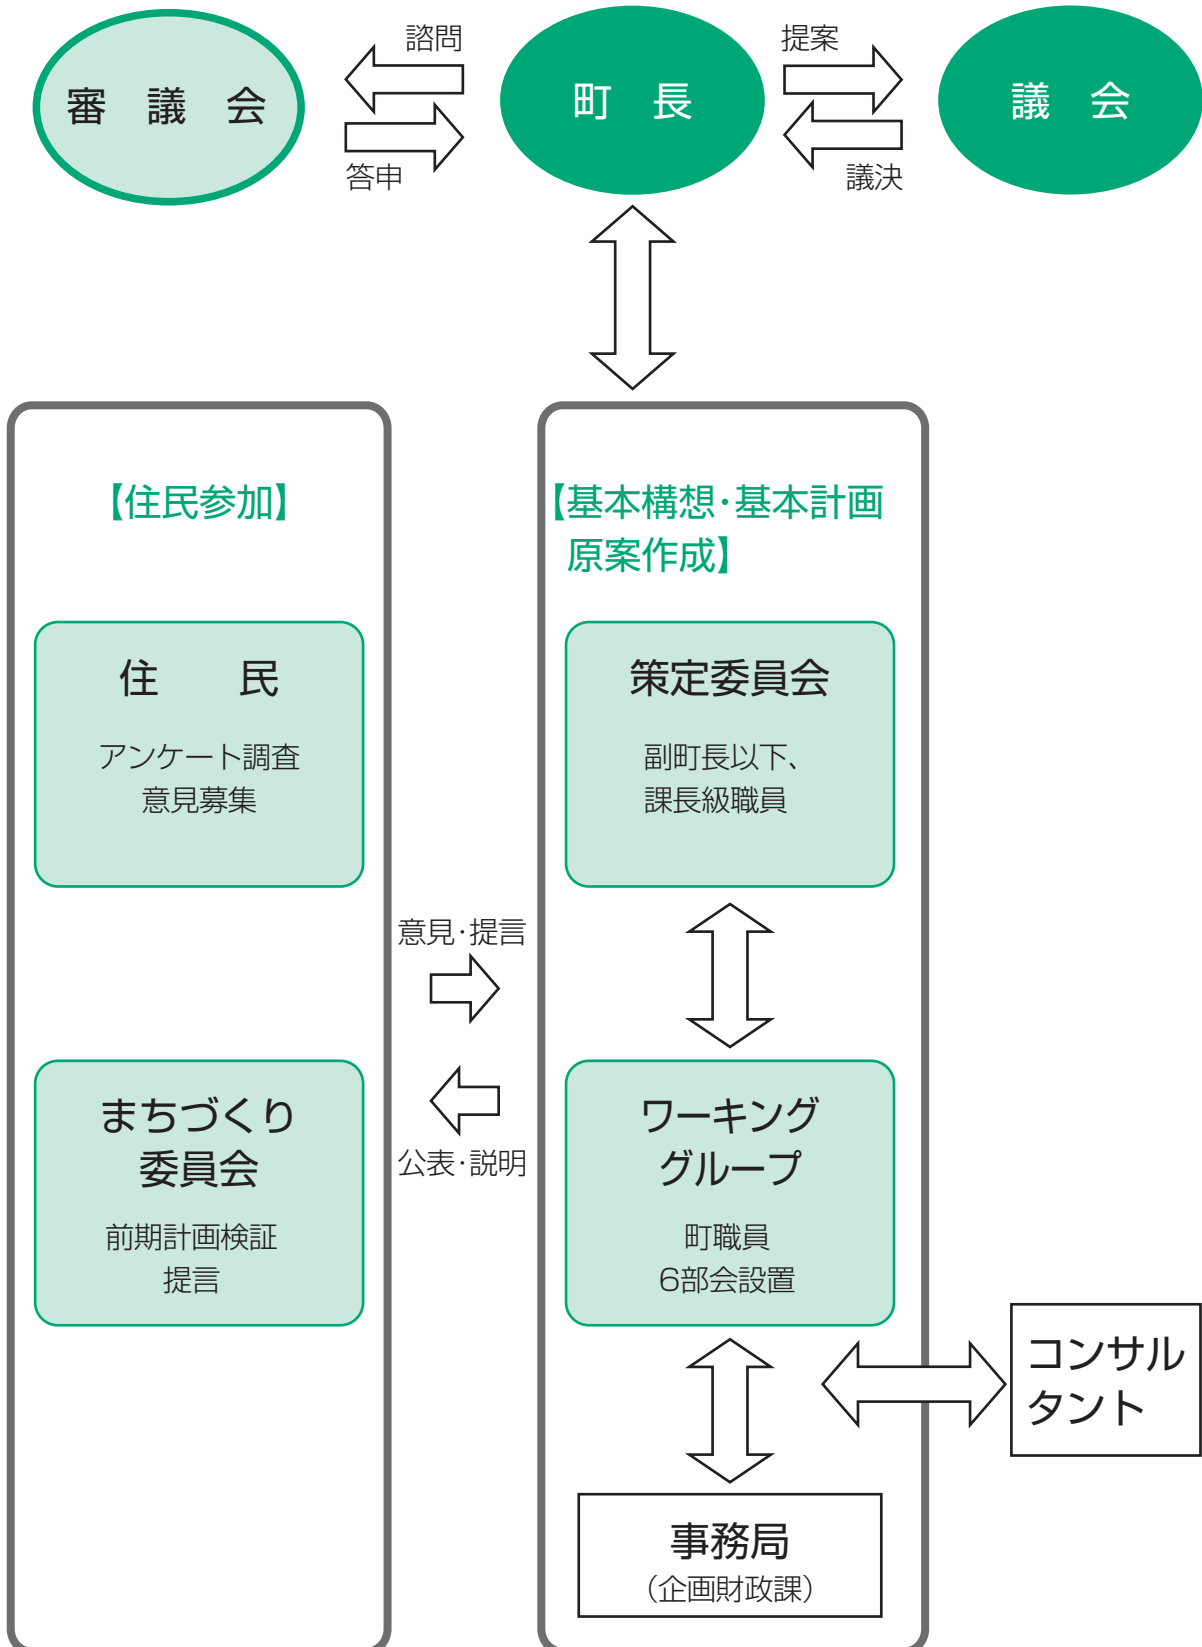 諮問
提案
審　議　会
町　長
議　会
答申
議決
【住民参加】
住　　民
アンケート調査
意見募集
まちづくり
委員会
前期計画検証
提言
意見・提言
公表・説明
【基本構想・基本計画
原案作成】
策定委員会
副町長以下、
課長級職員
ワーキング
グループ
町職員
6部会設置
事務局
（企画財政課）
コンサル
タント